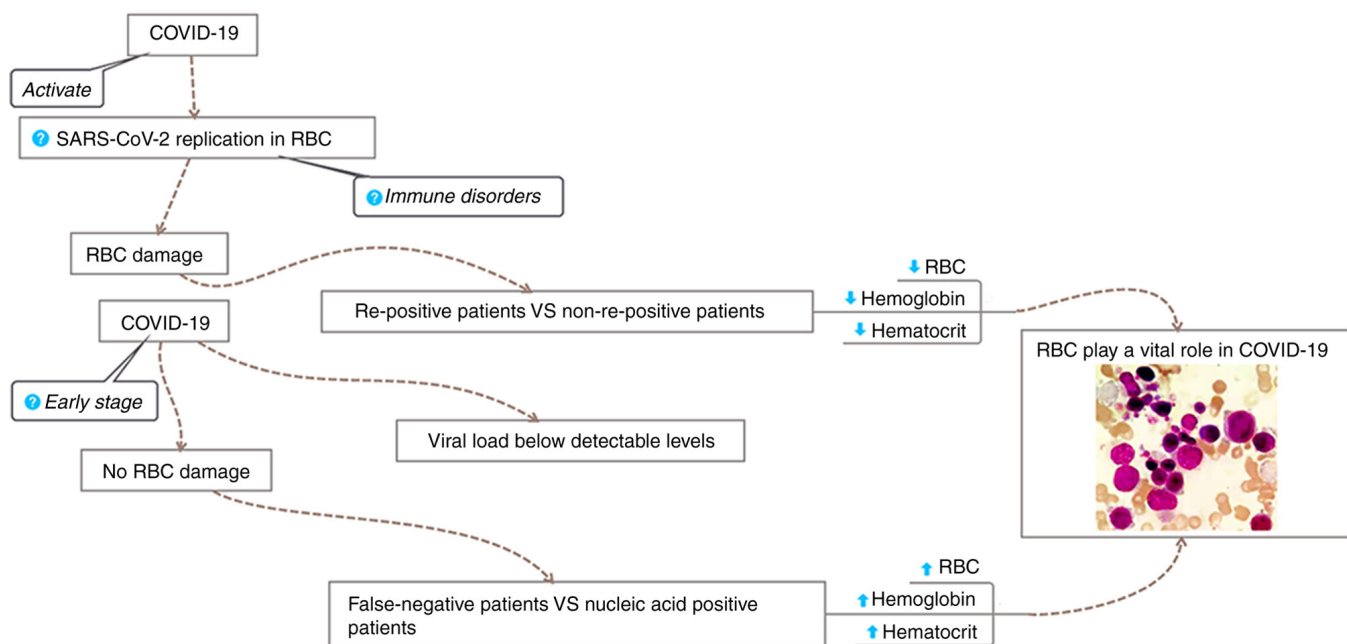 COVID-19
Activate
? SARS-CoV-2 replication in RBC
? Immune disorders
RBC damage
Re-positive patients VS non-re-positive patients
RBC
Hemoglobin
Hematocrit
COVID-19
? Early stage
Viral load below detectable levels
No RBC damage
False-negative patients VS nucleic acid positive
patients
RBC
Hemoglobin
Hematocrit
RBC play a vital role in COVID-19